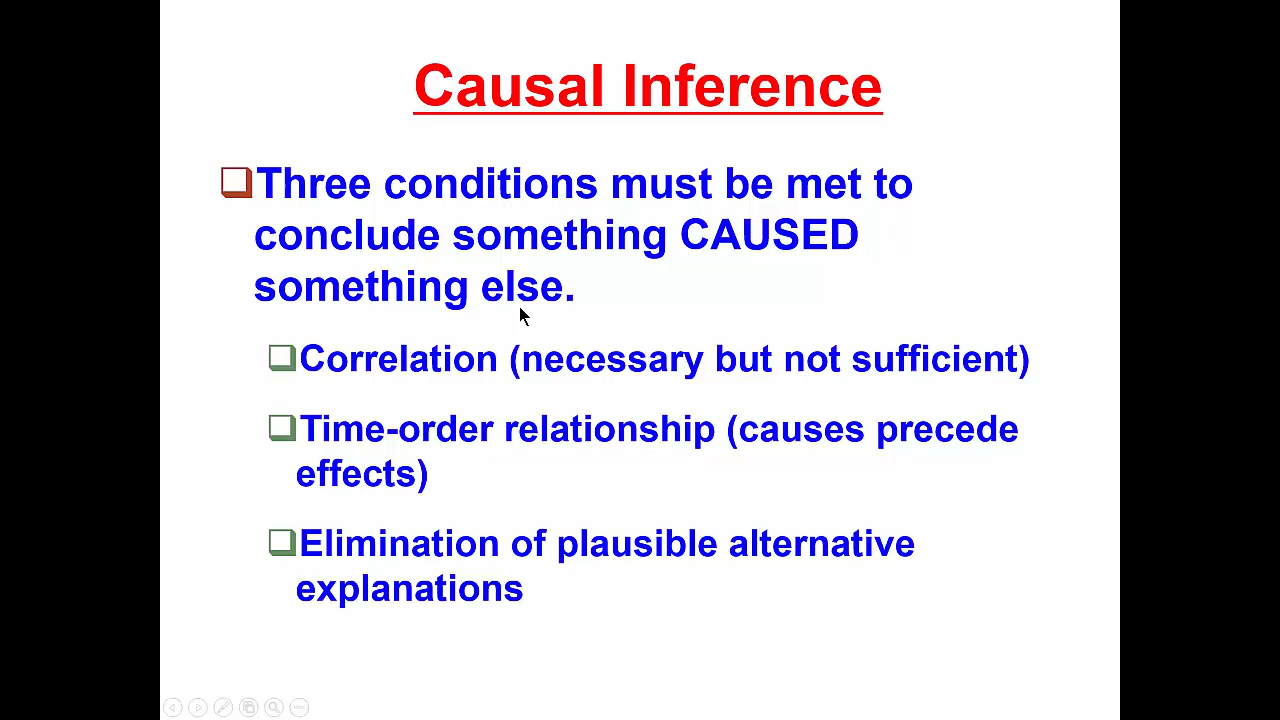 Causal Inference
Three conditions must be met to
conclude something CAUSED
something else.
Correlation (necessary but not sufficient)
Time-order relationship (causes precede
effects)
Elimination of plausible alternative
explanations